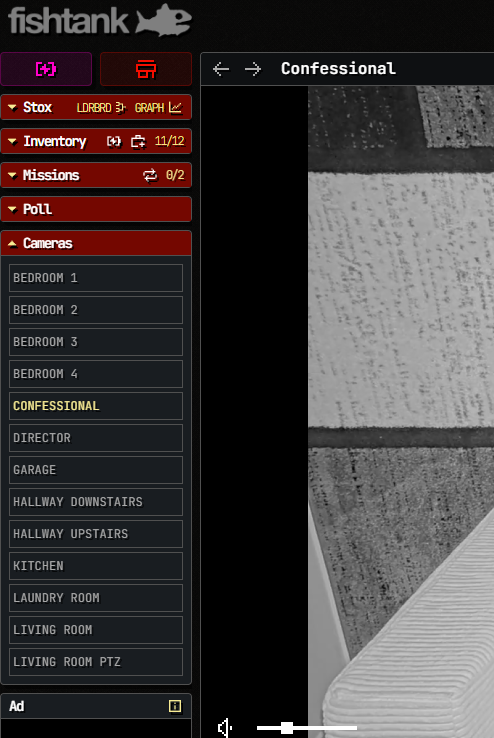 fishtank
Confessional
Stox LDRBRD GRAPH
Inventory 11/12
Missions 0/2
Poll
Cameras
BEDROOM 1
BEDROOM 2
BEDROOM 3
BEDROOM 4
CONFESSIONAL
DIRECTOR
GARAGE
HALLWAY DOWNSTAIRS
HALLWAY UPSTAIRS
KITCHEN
LAUNDRY ROOM
LIVING ROOM
LIVING ROOM PTZ
Ad